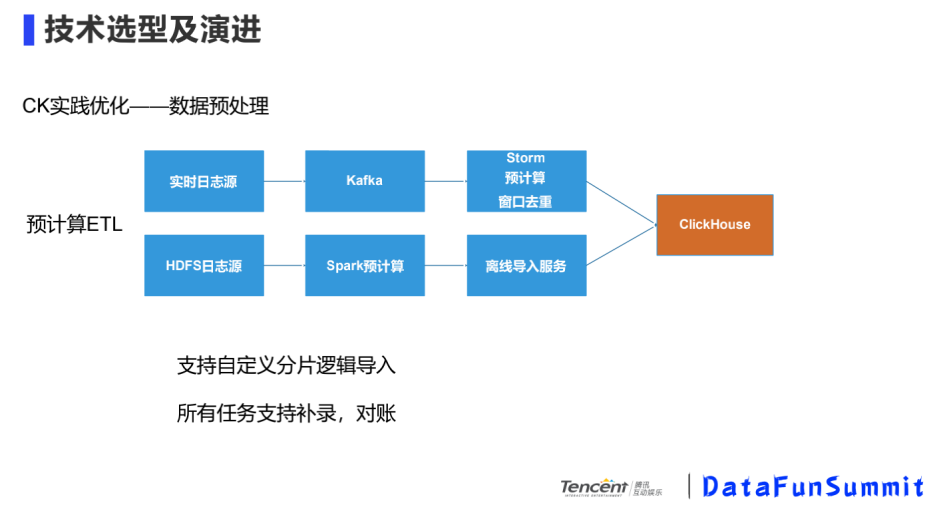 技术选型及演进
CK实践优化——数据预处理
预计算ETL
实时日志源
Kafka
Storm
预计算
窗口去重
HDFS日志源
Spark预计算
离线导入服务
ClickHouse
支持自定义分片逻辑导入
所有任务支持补录，对账
Tencent
INTERACTIVE ENTERTAINMENT
腾讯
互动娱乐
DataFunSummit